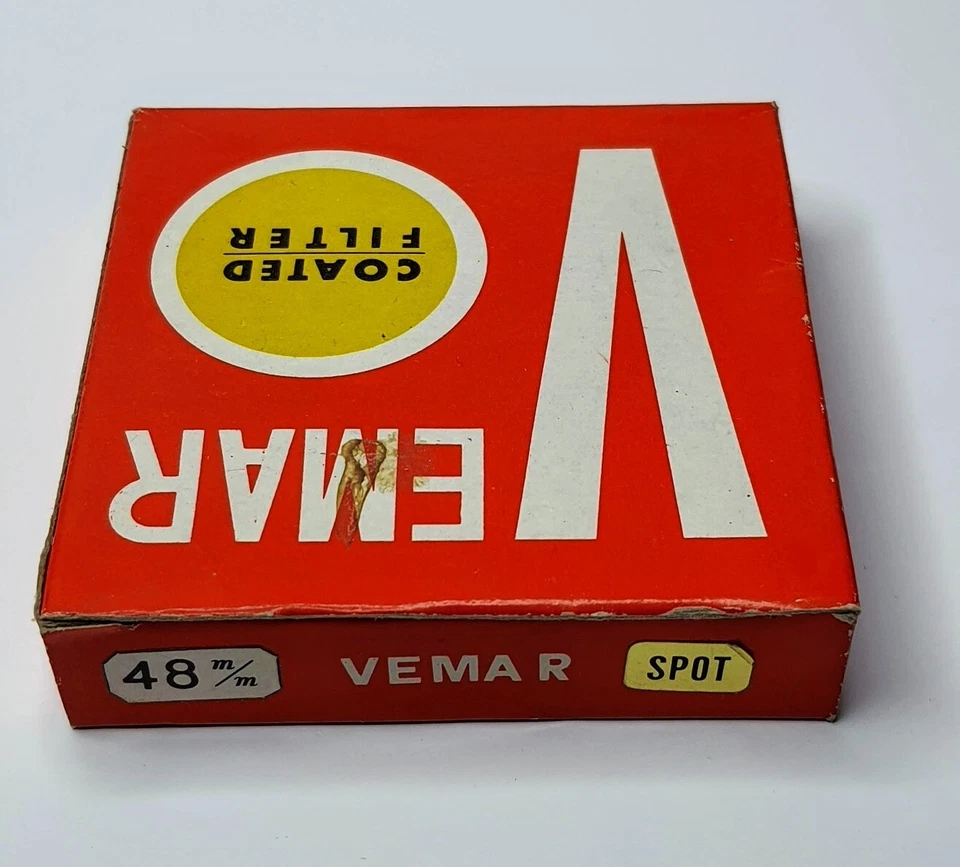 VEMAR
COATED
FILTER
48 m/m
VEMAR
SPOT